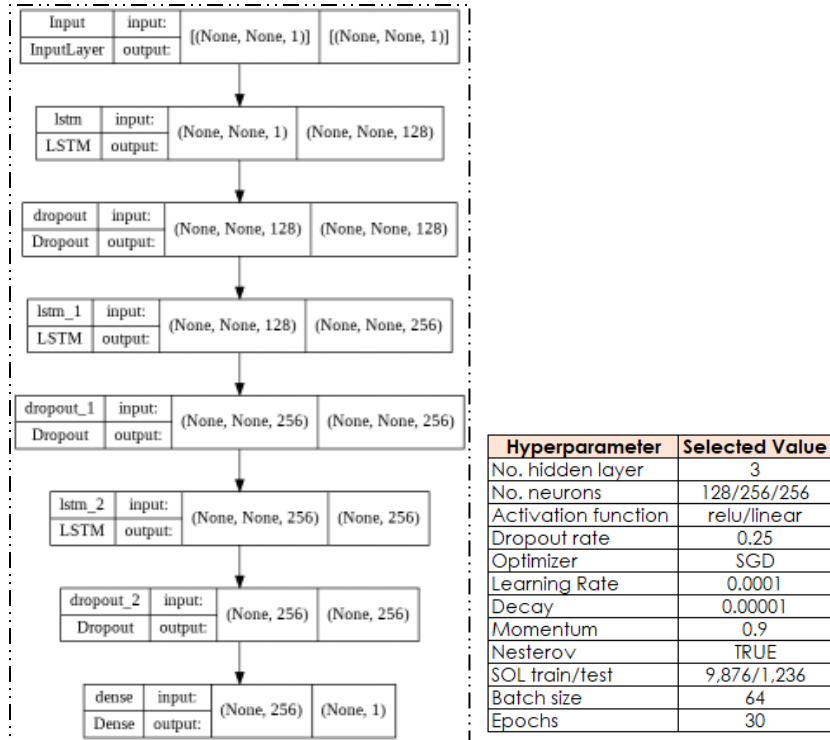 Input input: [(None, None, 1)] [(None, None, 1)]
InputLayer output:
lstm input: (None, None, 1) (None, None, 128)
LSTM output:
dropout input: (None, None, 128) (None, None, 128)
Dropout output:
lstm_1 input: (None, None, 128) (None, None, 256)
LSTM output:
dropout_1 input: (None, None, 256) (None, None, 256)
Dropout output:
lstm_2 input: (None, None, 256) (None, 256)
LSTM output:
dropout_2 input: (None, 256) (None, 256)
Dropout output:
dense input: (None, 256) (None, 1)
Dense output:
Hyperparameter Selected Value
No. hidden layer 3
No. neurons 128/256/256
Activation function relu/linear
Dropout rate 0.25
Optimizer SGD
Learning Rate 0.0001
Decay 0.00001
Momentum 0.9
Nesterov TRUE
SOL train/test 9,876/1,236
Batch size 64
Epochs 30